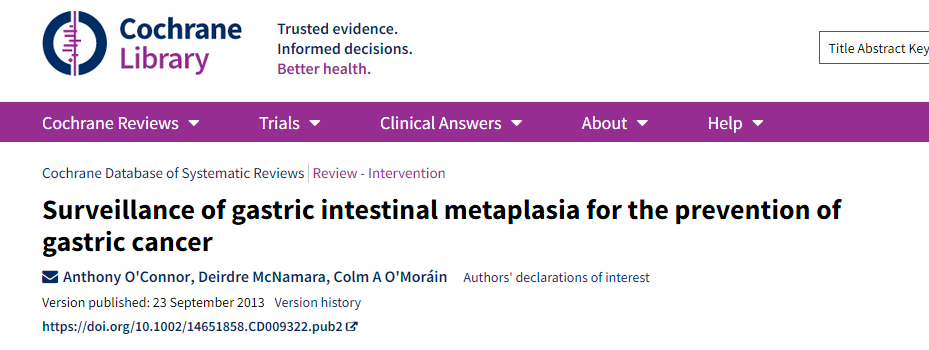 Cochrane
Library
Trusted evidence.
Informed decisions.
Better health.
Title Abstract Key
Cochrane Reviews Trials Clinical Answers About Help
Cochrane Database of Systematic Reviews | Review - Intervention
Surveillance of gastric intestinal metaplasia for the prevention of
gastric cancer
Anthony O'Connor, Deirdre McNamara, Colm A O'Moráin Authors' declarations of interest
Version published: 23 September 2013 Version history
https://doi.org/10.1002/14651858.CD009322.pub2